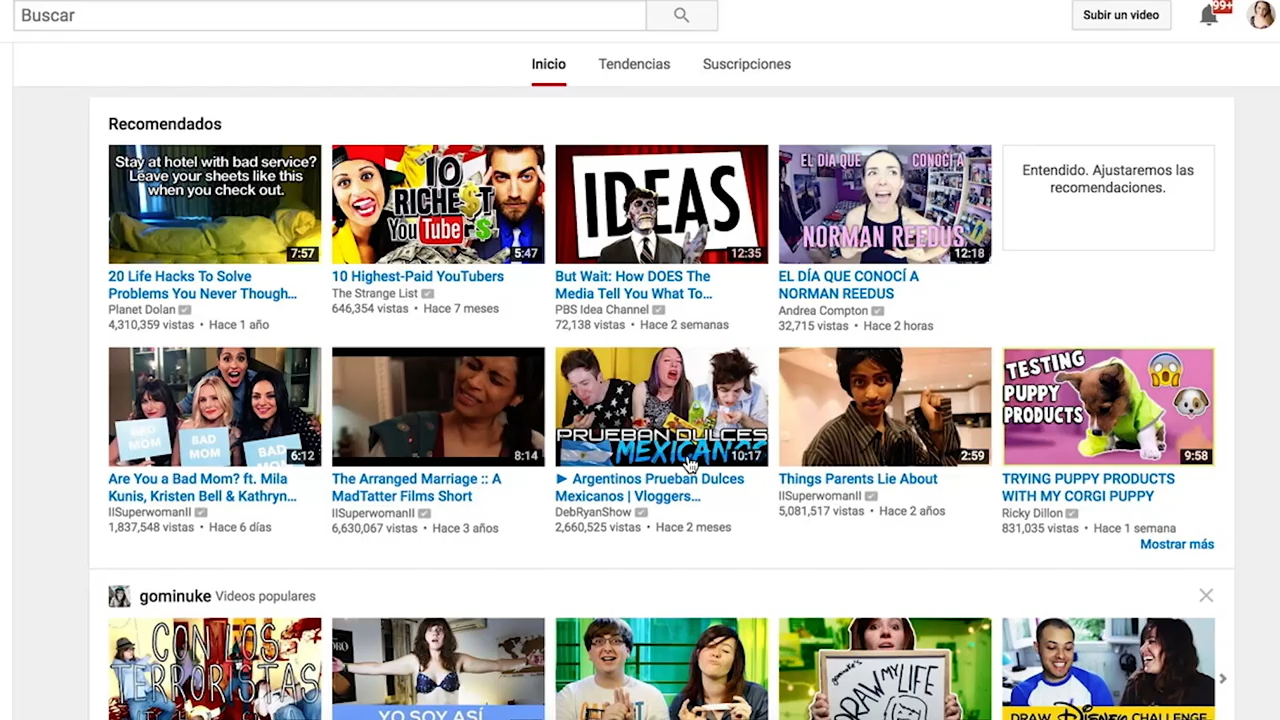 Buscar
Subir un video
99+
Inicio
Tendencias
Suscripciones
Recomendados
Stay at hotel with bad service?
Leave your sheets like this
when you check out.
7:57
20 Life Hacks To Solve
Problems You Never Though...
Planet Dolan
4,310,359 vistas • Hace 1 año
10
RICHE$T
YouTubers
5:47
10 Highest-Paid YouTubers
The Strange List
646,354 vistas • Hace 7 meses
IDEAS
12:35
But Wait: How DOES The
Media Tell You What To...
PBS Idea Channel
72,138 vistas • Hace 2 semanas
EL DÍA QUE CONOCÍ A
NORMAN REEDUS
12:18
EL DÍA QUE CONOCÍ A
NORMAN REEDUS
Andrea Compton
32,715 vistas • Hace 2 horas
Entendido. Ajustaremos las
recomendaciones.
BAD
MOM
BAD
MOM
BAD
MOM
6:12
Are You a Bad Mom? ft. Mila
Kunis, Kristen Bell & Kathryn...
IISuperwomanII
1,837,548 vistas • Hace 6 días
8:14
The Arranged Marriage :: A
MadTatter Films Short
IISuperwomanII
6,630,067 vistas • Hace 3 años
PRUEBAN DULCES
MEXICANOS
10:17
► Argentinos Prueban Dulces
Mexicanos | Vloggers...
DebRyanShow
2,660,525 vistas • Hace 2 meses
2:59
Things Parents Lie About
IISuperwomanII
5,081,517 vistas • Hace 2 años
TESTING
PUPPY
PRODUCTS
9:58
TRYING PUPPY PRODUCTS
WITH MY CORGI PUPPY
Ricky Dillon
831,035 vistas • Hace 1 semana
Mostrar más
gominuke Videos populares
CON LOS
TERRORISTAS
YO SOY ASÍ
DRAW MY LIFE
DRAW Disney CHALLENGE